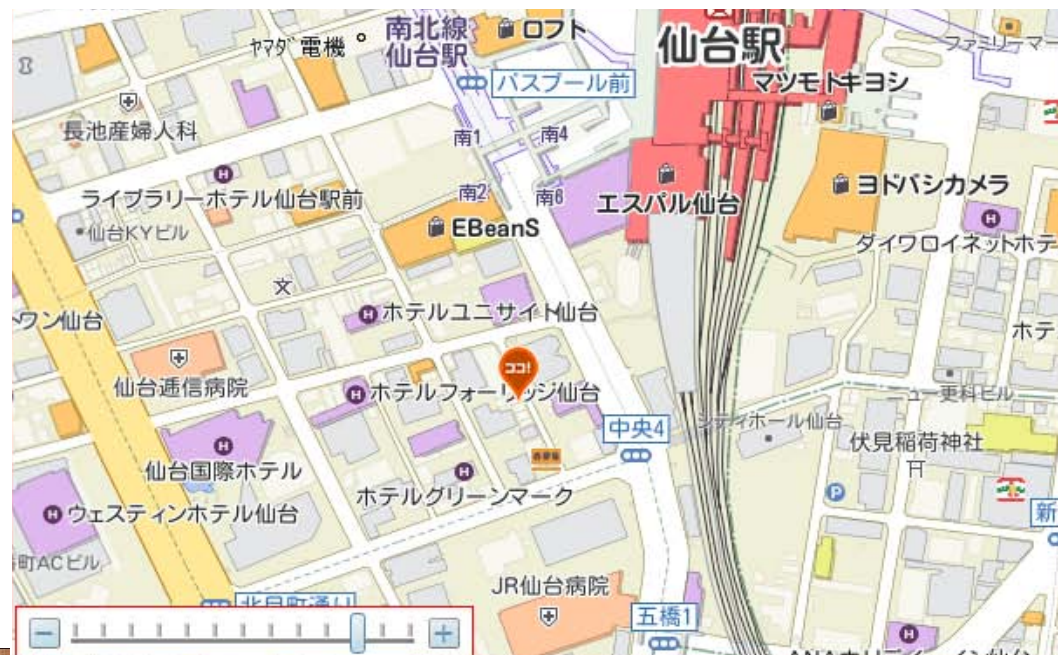 南北線
仙台駅
ロフト
仙台駅
ヤマダ電機
バスプール前
マツモトキヨシ
ファミリーマー
長池産婦人科
南1
南4
ライブラリーホテル仙台駅前
南2
南6
エスパル仙台
ヨドバシカメラ
仙台KYビル
EBeanS
ダイワロイネットホテ
文
ワン仙台
ホテルユニサイト仙台
ホテ
ココ!
仙台逓信病院
ホテルフォーリッジ仙台
ニュー更科ビル
シティホール仙台
中央4
伏見稲荷神社
仙台国際ホテル
ホテルグリーンマーク
P
ウェスティンホテル仙台
新
町ACビル
JR仙台病院
北目町通り
五橋1